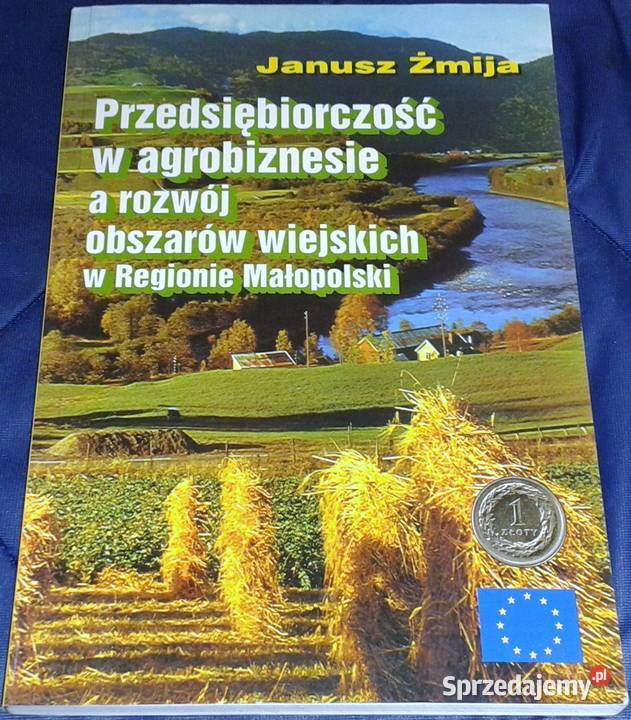 Janusz Żmija
Przedsiębiorczość
w agrobiznesie
a rozwój
obszarów wiejskich
w Regionie Małopolski
1
ZŁOTY
Sprzedajemy.pl